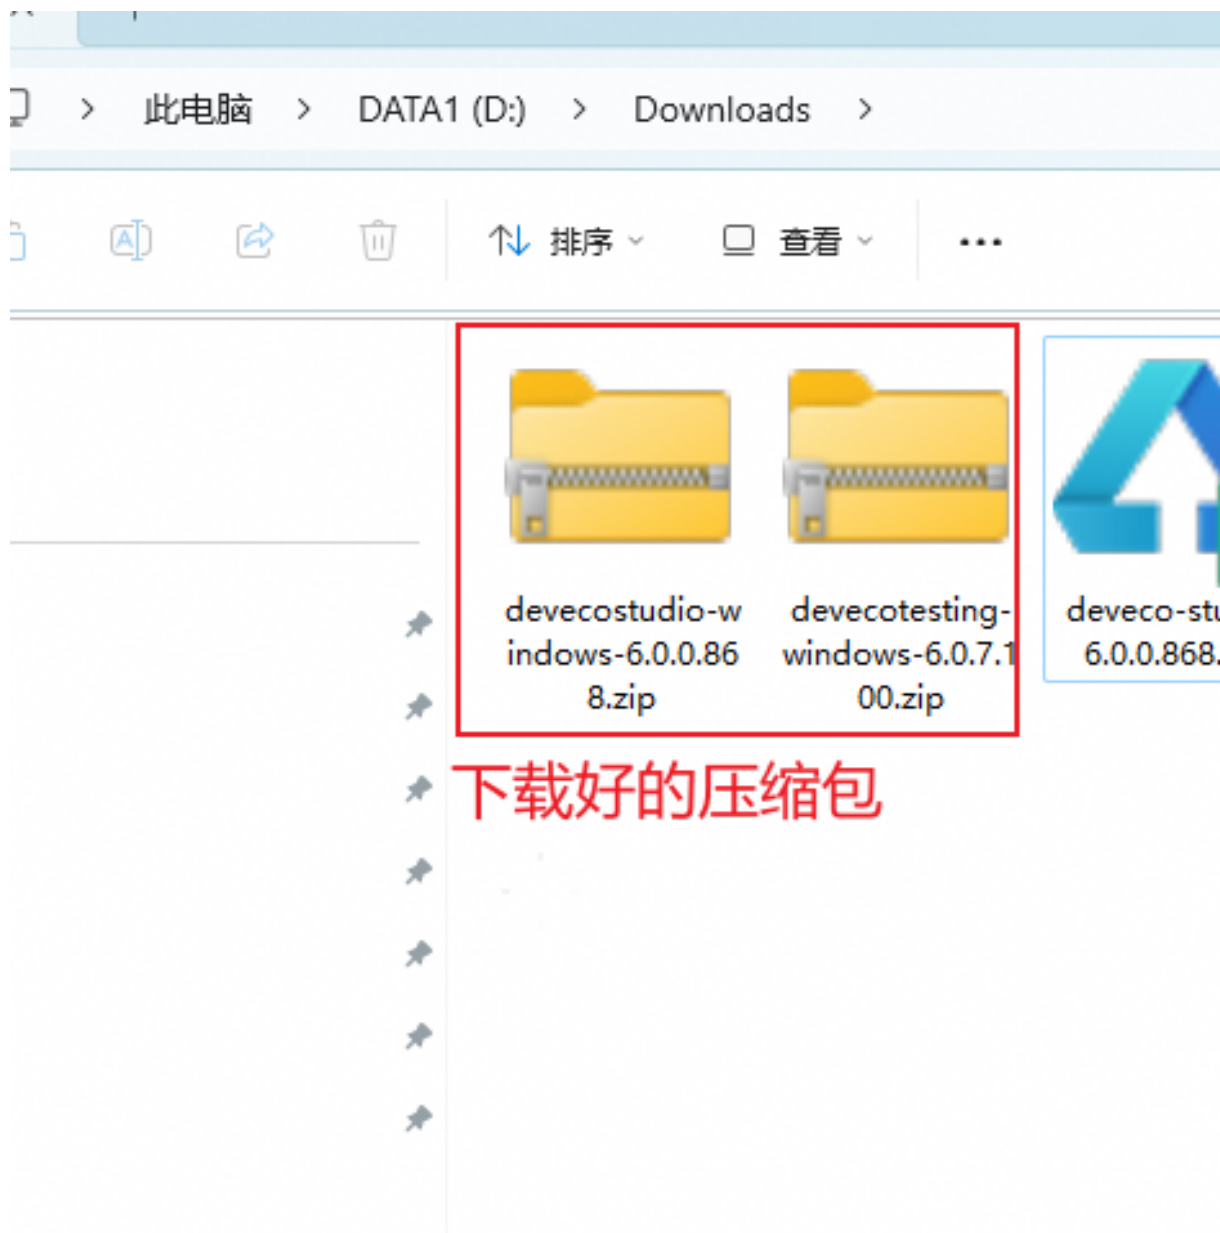 此电脑 > DATA1 (D:) > Downloads >
排序 查看
devecostudio-w
indows-6.0.0.86
8.zip
devecotesting-
windows-6.0.7.1
00.zip
deveco-stu
6.0.0.868.
下载好的压缩包